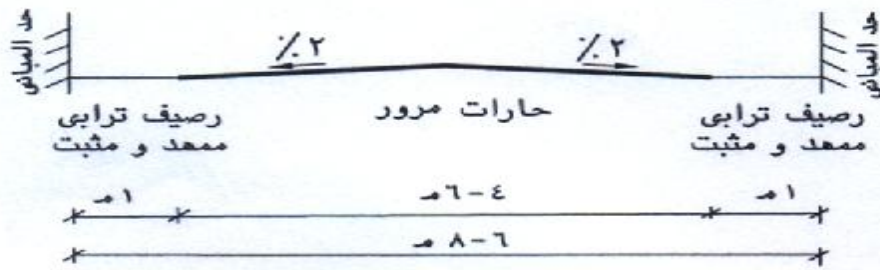 حد المباني
٢٪
٢٪
حد المباني
رصيف ترابى
ممهد و مثبت
حارات مرور
رصيف ترابى
ممهد و مثبت
١م
٤-٦م
١م
٦-٨م